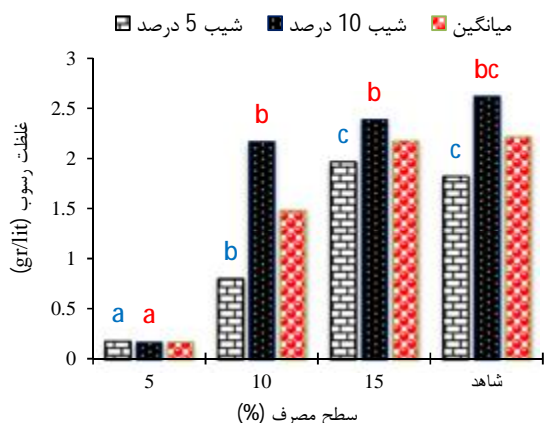 شیب 5 درصد شیب 10 درصد میانگین
غلظت رسوب (gr/lit)
3
2.5
2
1.5
1
0.5
0
a a
b b
c b
c bc
5 10 15 شاهد
سطح مصرف (%)